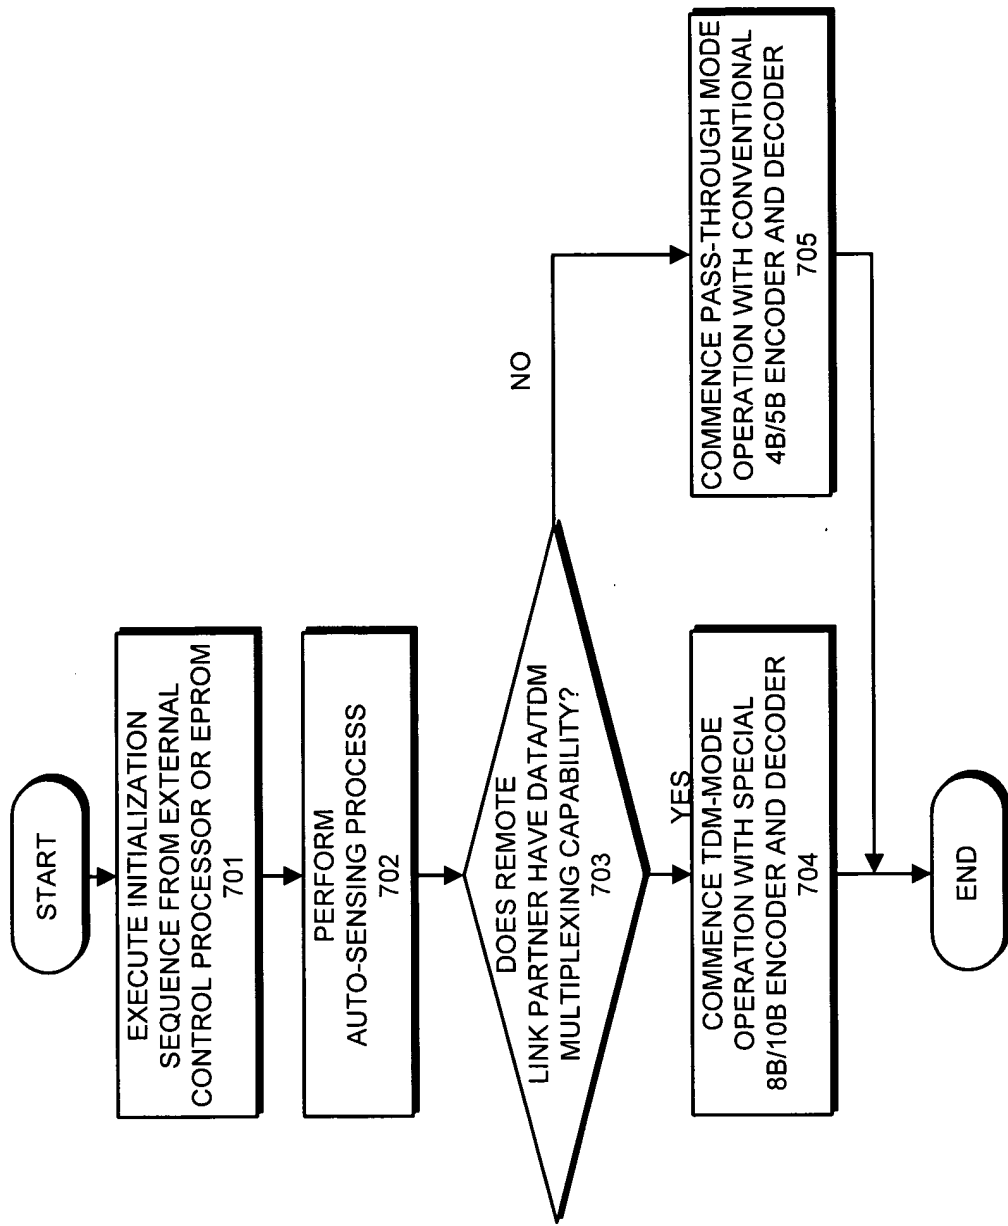 START
EXECUTE INITIALIZATION
SEQUENCE FROM EXTERNAL
CONTROL PROCESSOR OR EPROM
701
PERFORM
AUTO-SENSING PROCESS
702
DOES REMOTE
LINK PARTNER HAVE DATA/TDM
MULTIPLEXING CAPABILITY?
703
NO
YES
COMMENCE TDM-MODE
OPERATION WITH SPECIAL
8B/10B ENCODER AND DECODER
704
COMMENCE PASS-THROUGH MODE
OPERATION WITH CONVENTIONAL
4B/5B ENCODER AND DECODER
705
END